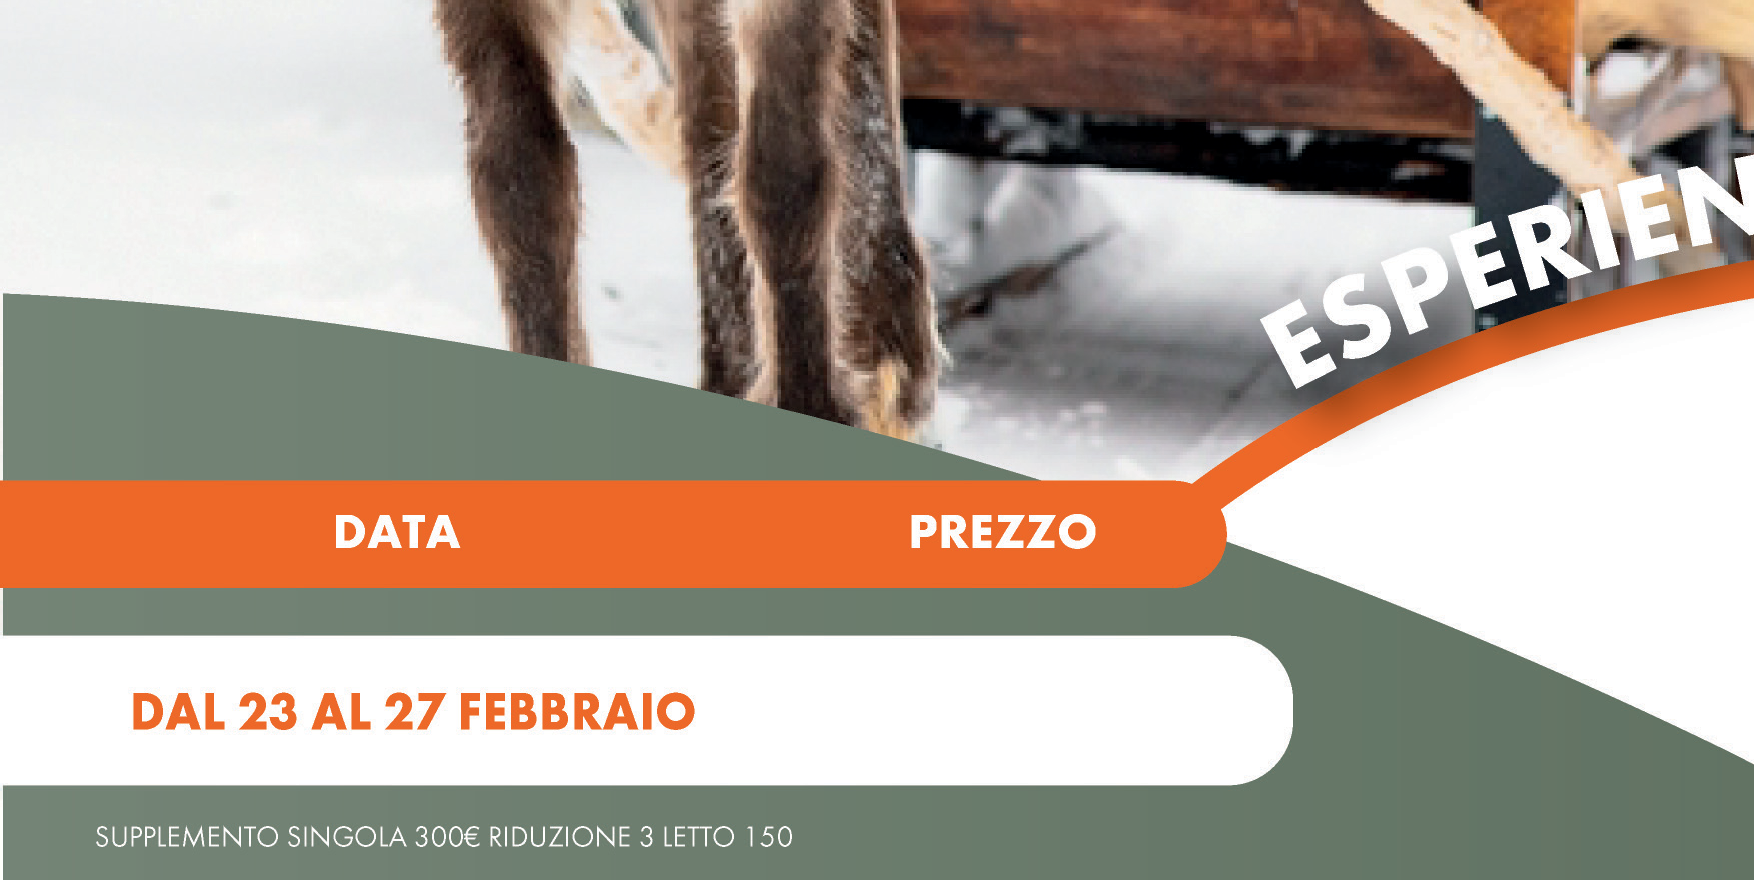 ESPERIEN
DATA PREZZO
DAL 23 AL 27 FEBBRAIO
SUPPLEMENTO SINGOLA 300€ RIDUZIONE 3 LETTO 150